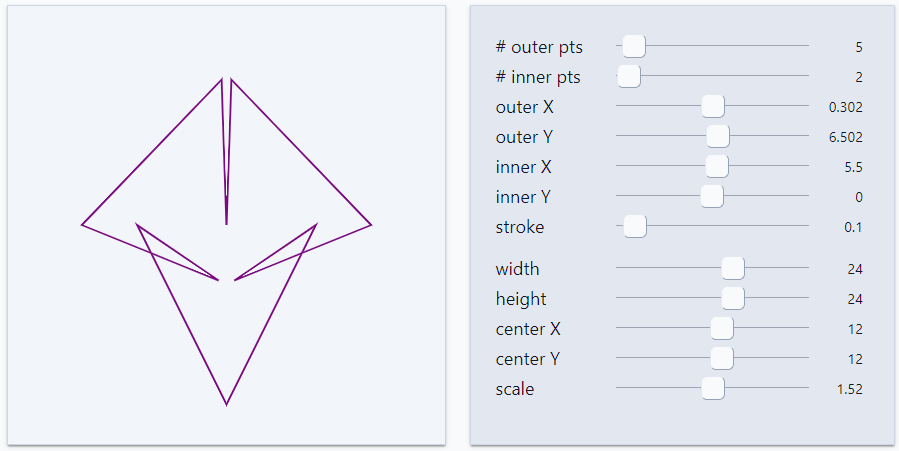 # outer pts 5
# inner pts 2
outer X 0.302
outer Y 6.502
inner X 5.5
inner Y 0
stroke 0.1
width 24
height 24
center X 12
center Y 12
scale 1.52